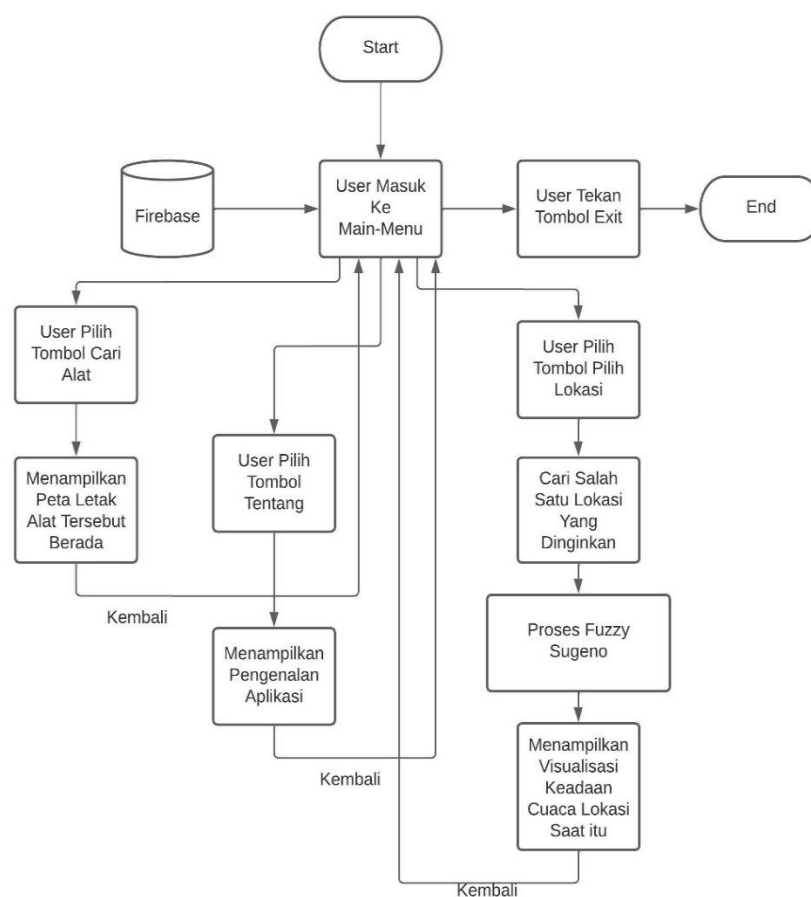 Start
Firebase
User Masuk
Ke
Main-Menu
User Tekan
Tombol Exit
End
User Pilih
Tombol Cari
Alat
Menampilkan
Peta Letak
Alat Tersebut
Berada
Kembali
User Pilih
Tombol
Tentang
Menampilkan
Pengenalan
Aplikasi
Kembali
User Pilih
Tombol Pilih
Lokasi
Cari Salah
Satu Lokasi
Yang
Dinginkan
Proses Fuzzy
Sugeno
Menampilkan
Visualisasi
Keadaan
Cuaca Lokasi
Saat itu
Kembali